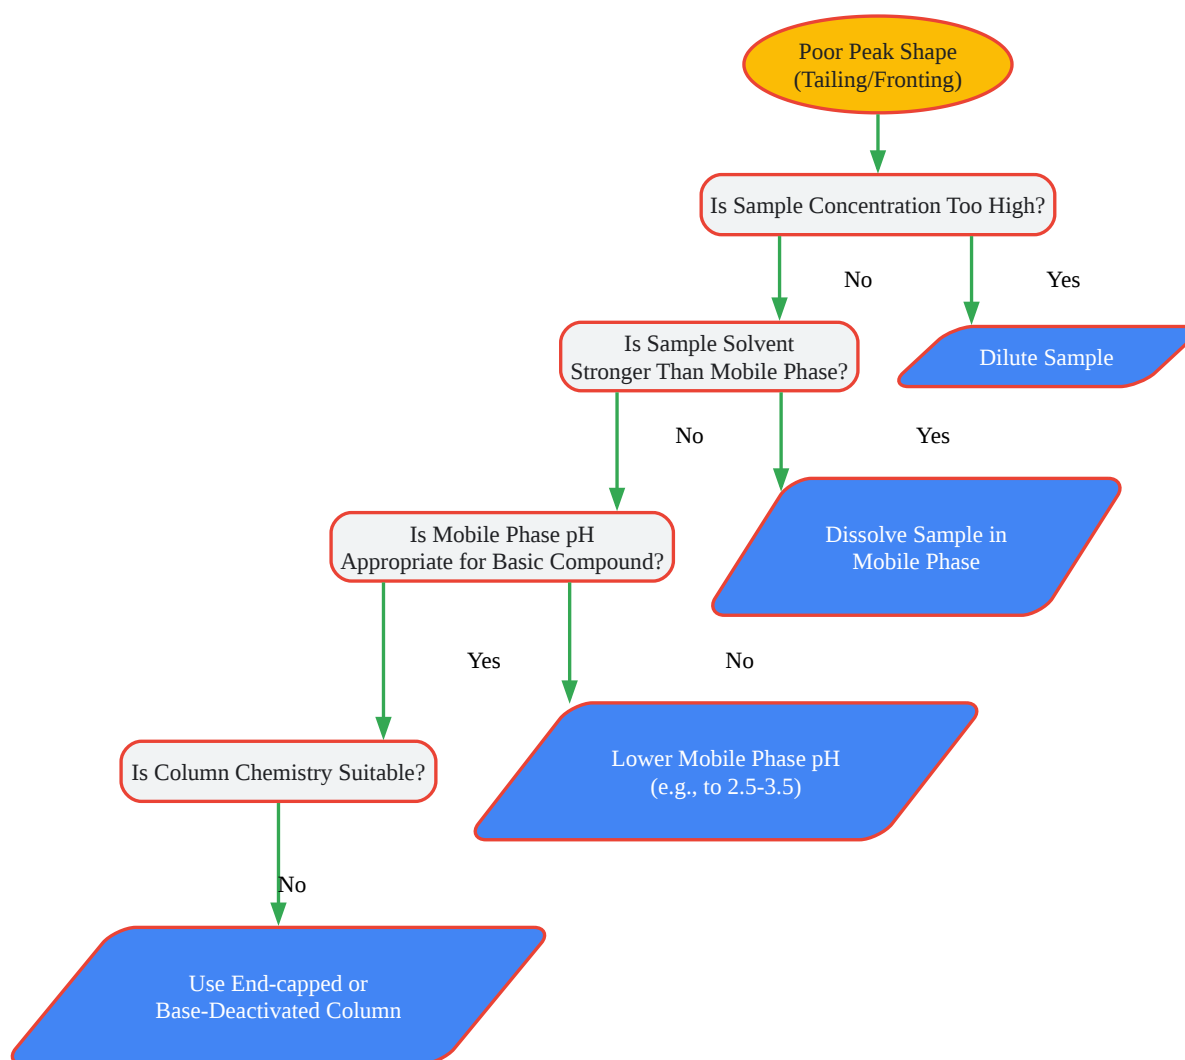 Poor Peak Shape
(Tailing/Fronting)
Is Sample Concentration Too High?
No
Yes
Is Sample Solvent
Stronger Than Mobile Phase?
Dilute Sample
No
Yes
Is Mobile Phase pH
Appropriate for Basic Compound?
Dissolve Sample in
Mobile Phase
Yes
No
Is Column Chemistry Suitable?
Lower Mobile Phase pH
(e.g., to 2.5-3.5)
No
Use End-capped or
Base-Deactivated Column